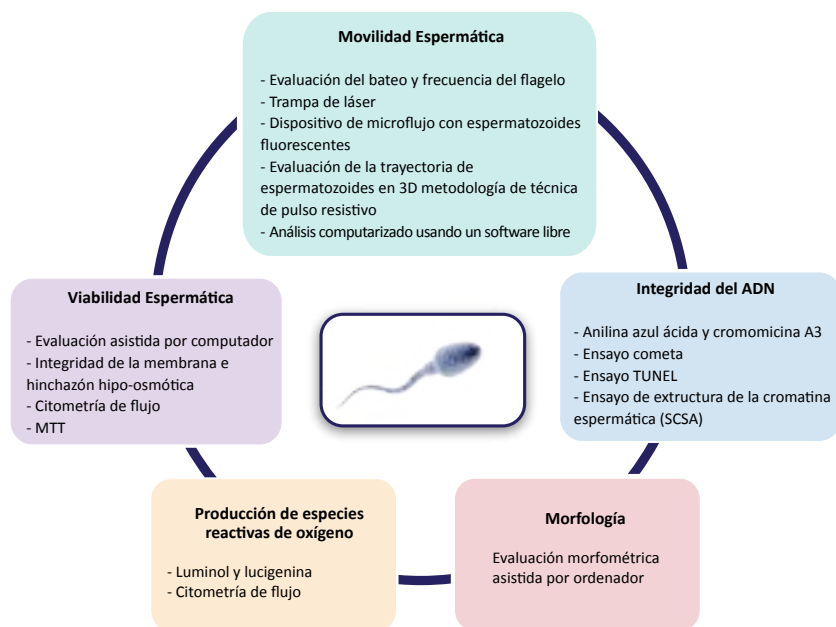 Movilidad Espermática
- Evaluación del bateo y frecuencia del flagelo
- Trampa de láser
- Dispositivo de microflujo con espermatozoides
fluorescentes
- Evaluación de la trayectoria de
espermatozoides en 3D metodología de técnica
de pulso resistivo
- Análisis computarizado usando un software libre
Viabilidad Espermática
- Evaluación asistida por computador
- Integridad de la membrana e
hinchazón hipo-osmótica
- Citometría de flujo
- MTT
Integridad del ADN
- Anilina azul ácida y cromomicina A3
- Ensayo cometa
- Ensayo TUNEL
- Ensayo de estructura de la cromatina
espermática (SCSA)
Producción de especies
reactivas de oxígeno
- Luminol y lucigenina
- Citometría de flujo
Morfología
Evaluación morfométrica
asistida por ordenador